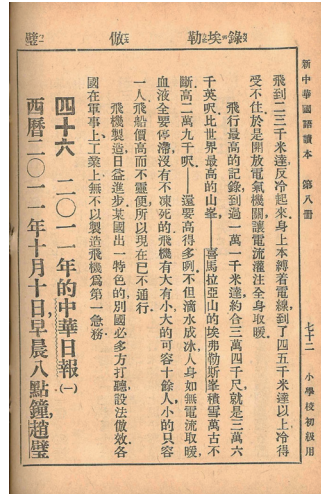 新中華國語讀本 第八冊 七十二 小學校初級用
錄 埃 勒 倣 璧
飛到二三千米達反冷起來身上本縛着電線到了四五千米達以上冷得
受不住於是開放電氣機關讓電流灌注全身取暖
飛行最高的記錄到過一萬一千米達約合三萬四千尺就是三萬六
千英呎比世界最高的山峯——喜馬拉亞山的埃弗勒斯峯積雪萬古不
斷高二萬九千呎——還要高得多咧不但滴水成冰人身如無電流取暖
血液全要停滯沒有不凍死的飛機有大有小大的可容十餘人小的只容
一人飛船價高而不靈便所以現在已不通行
飛機製造日益進步某國出一特色的別國必多方打聽設法倣效各
國在軍事上工業上無不以製造飛機爲第一急務
四十六 二〇一一年的中華日報(一)
西曆二〇一一年十月十日早晨八點鐘趙璧